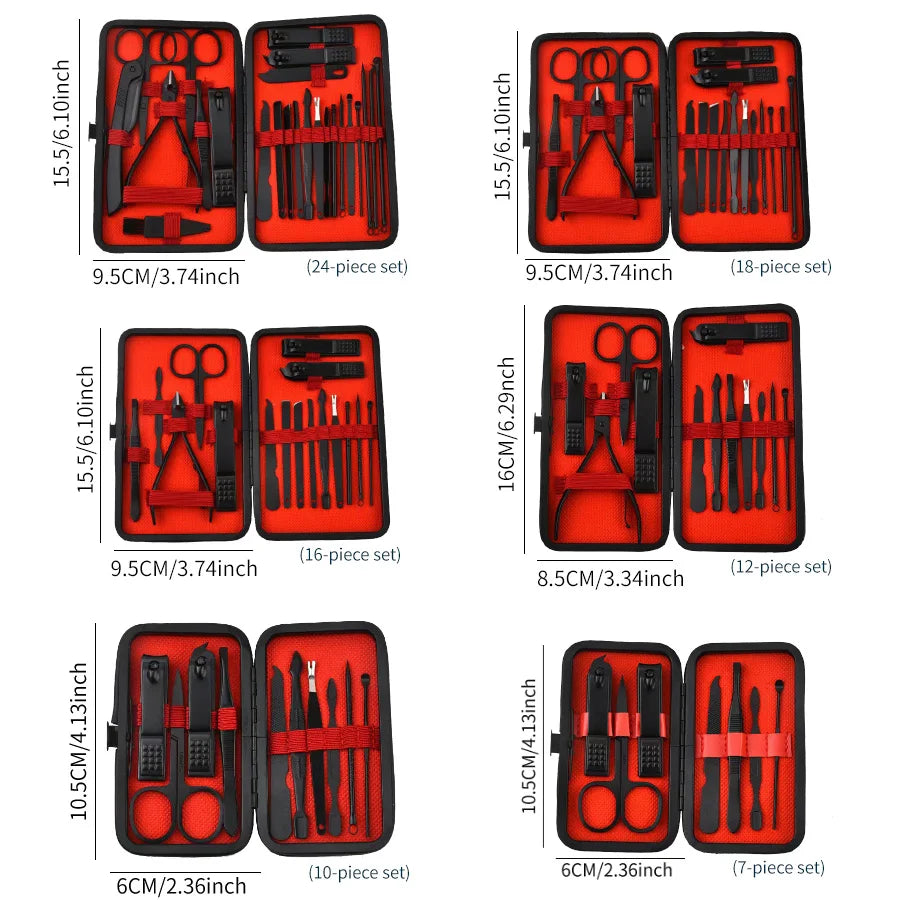 15.5/6.10inch
9.5CM/3.74inch
(24-piece set)
15.5/6.10inch
9.5CM/3.74inch
(18-piece set)
15.5/6.10inch
9.5CM/3.74inch
(16-piece set)
16CM/6.29inch
8.5CM/3.34inch
(12-piece set)
10.5CM/4.13inch
6CM/2.36inch
(10-piece set)
10.5CM/4.13inch
6CM/2.36inch
(7-piece set)